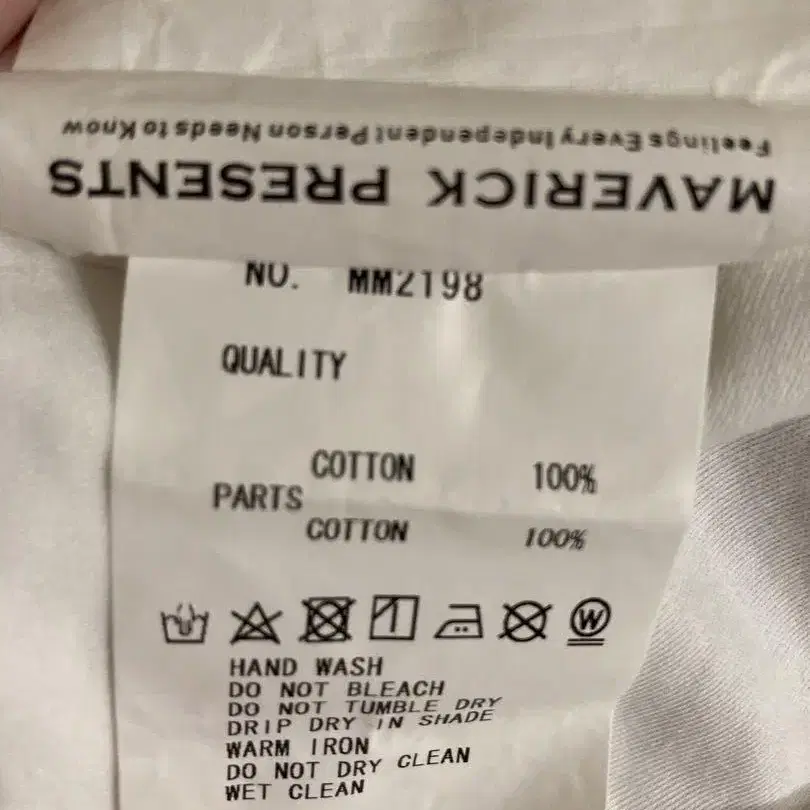 MAVERICK PRESENTS
Feelings Every Independent Person Needs to Know
NO. MM2198
QUALITY
COTTON 100%
PARTS
COTTON 100%
W
HAND WASH
DO NOT BLEACH
DO NOT TUMBLE DRY
DRIP DRY IN SHADE
WARM IRON
DO NOT DRY CLEAN
WET CLEAN